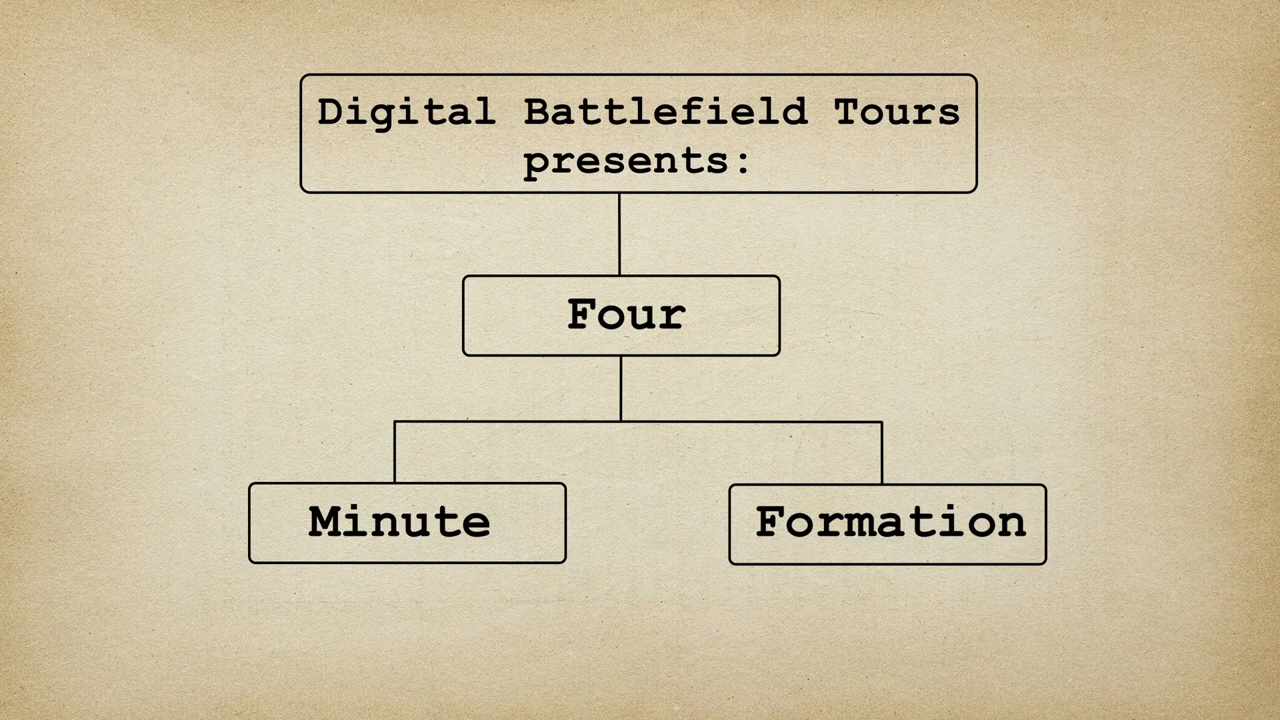 Digital Battlefield Tours
presents:
Four
Minute
Formation